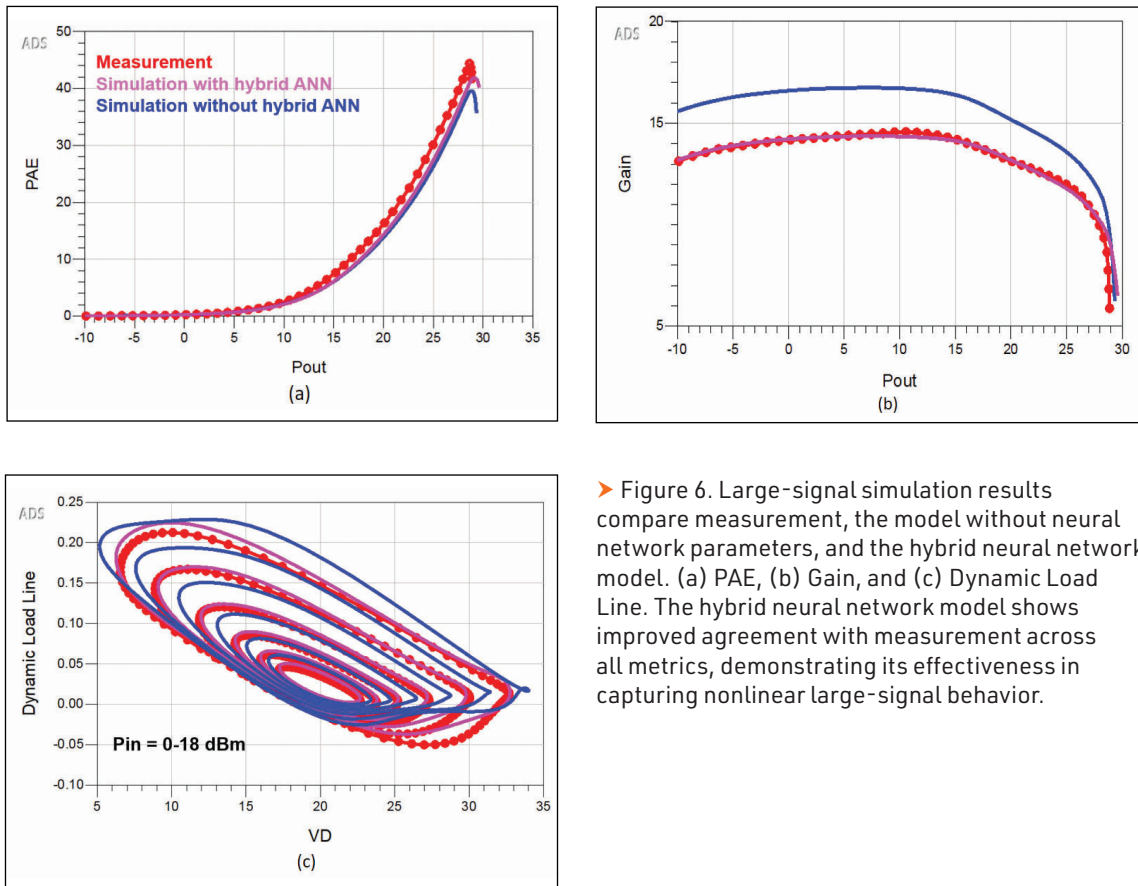 ADS
50
40
30
20
10
0
PAE
Measurement
Simulation with hybrid ANN
Simulation without hybrid ANN
-10 -5 0 5 10 15 20 25 30 35
Pout
(a)
ADS
20
15
5
Gain
-10 -5 0 5 10 15 20 25 30
Pout
(b)
ADS
0.25
0.20
0.15
0.10
0.05
0.00
-0.05
-0.10
Dynamic Load Line
Pin = 0-18 dBm
5 10 15 20 25 30 35
VD
(c)
➤ Figure 6. Large-signal simulation results
compare measurement, the model without neural
network parameters, and the hybrid neural network
model. (a) PAE, (b) Gain, and (c) Dynamic Load
Line. The hybrid neural network model shows
improved agreement with measurement across
all metrics, demonstrating its effectiveness in
capturing nonlinear large-signal behavior.